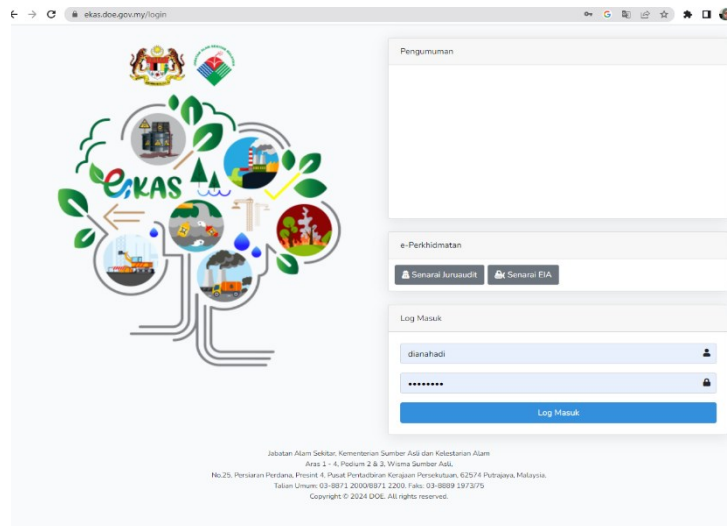 ekas.doe.gov.my/login
eKAS
Pengumuman
e-Perkhidmatan
Senarai Juruaudit
Senarai EIA
Log Masuk
dianahadi
••••••••
Log Masuk
Jabatan Alam Sekitar, Kementerian Sumber Asli dan Kelestarian Alam
Aras 1 - 4, Podium 2 & 3, Wisma Sumber Asli,
No.25, Persiaran Perdana, Presint 4, Pusat Pentadbiran Kerajaan Persekutuan, 62574 Putrajaya, Malaysia.
Talian Umum: 03-8871 2000/8871 2200, Faks: 03-8889 1973/75
Copyright © 2024 DOE. All rights reserved.